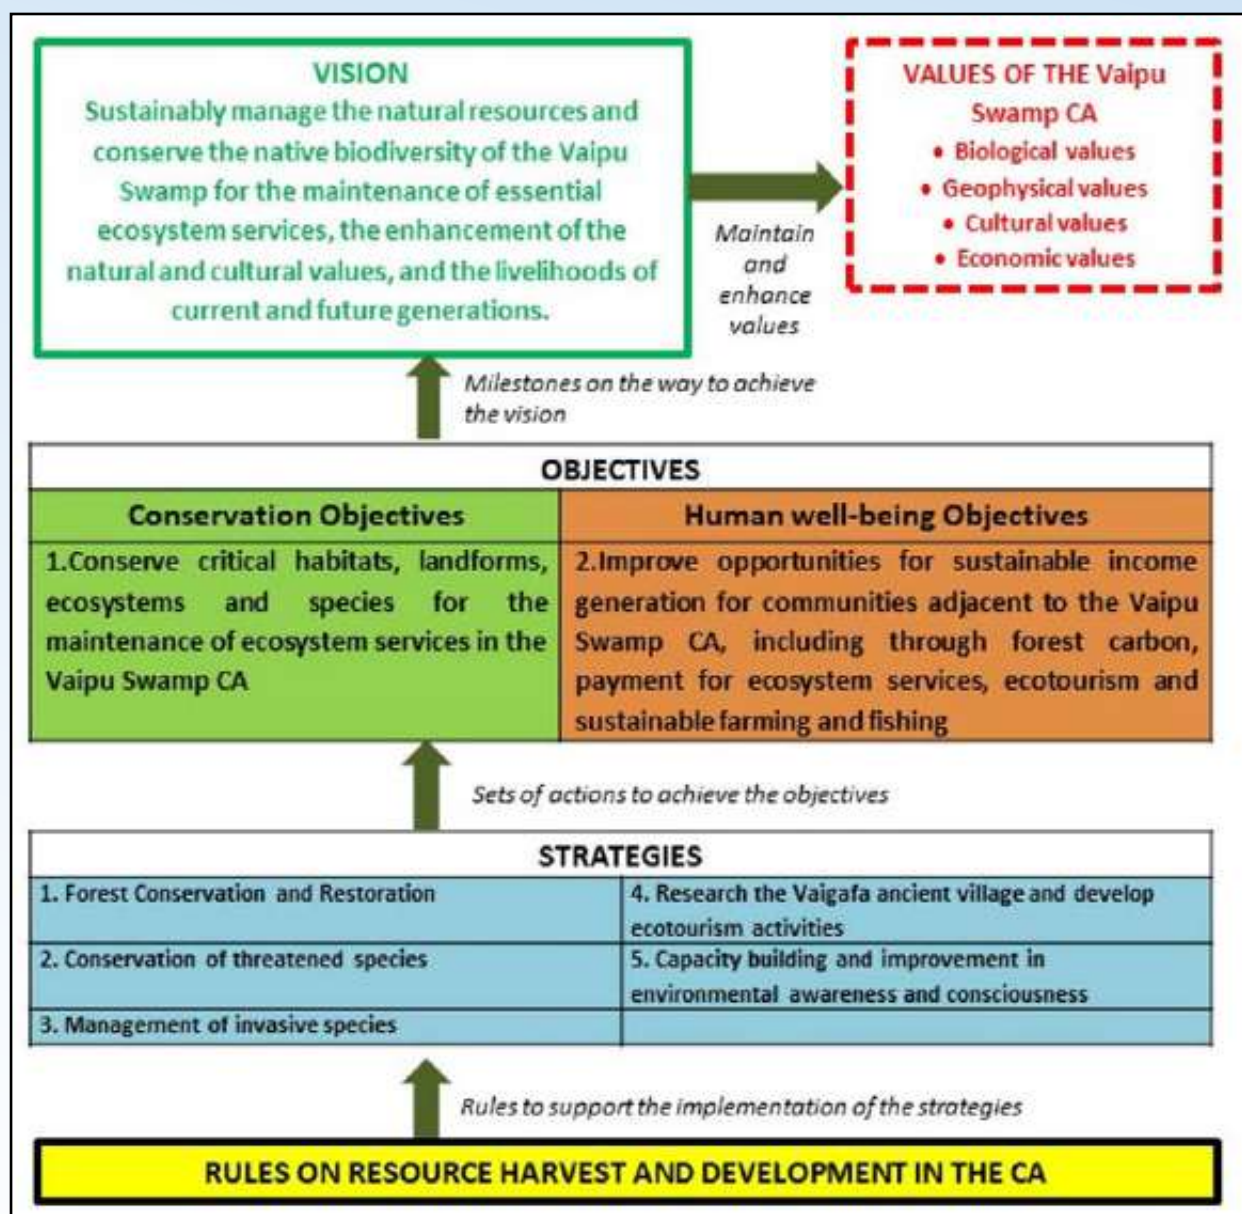 VISION
Sustainably manage the natural resources and
conserve the native biodiversity of the Vaipu
Swamp for the maintenance of essential
ecosystem services, the enhancement of the
natural and cultural values, and the livelihoods of
current and future generations.
VALUES OF THE Vaipu
Swamp CA
• Biological values
• Geophysical values
• Cultural values
• Economic values
Maintain
and
enhance
values
Milestones on the way to achieve
the vision
OBJECTIVES
Conservation Objectives
1.Conserve critical habitats, landforms,
ecosystems and species for the
maintenance of ecosystem services in the
Vaipu Swamp CA
Human well-being Objectives
2.Improve opportunities for sustainable income
generation for communities adjacent to the Vaipu
Swamp CA, including through forest carbon,
payment for ecosystem services, ecotourism and
sustainable farming and fishing
Sets of actions to achieve the objectives
STRATEGIES
1. Forest Conservation and Restoration
2. Conservation of threatened species
3. Management of invasive species
4. Research the Vaigafa ancient village and develop
ecotourism activities
5. Capacity building and improvement in
environmental awareness and consciousness
Rules to support the implementation of the strategies
RULES ON RESOURCE HARVEST AND DEVELOPMENT IN THE CA